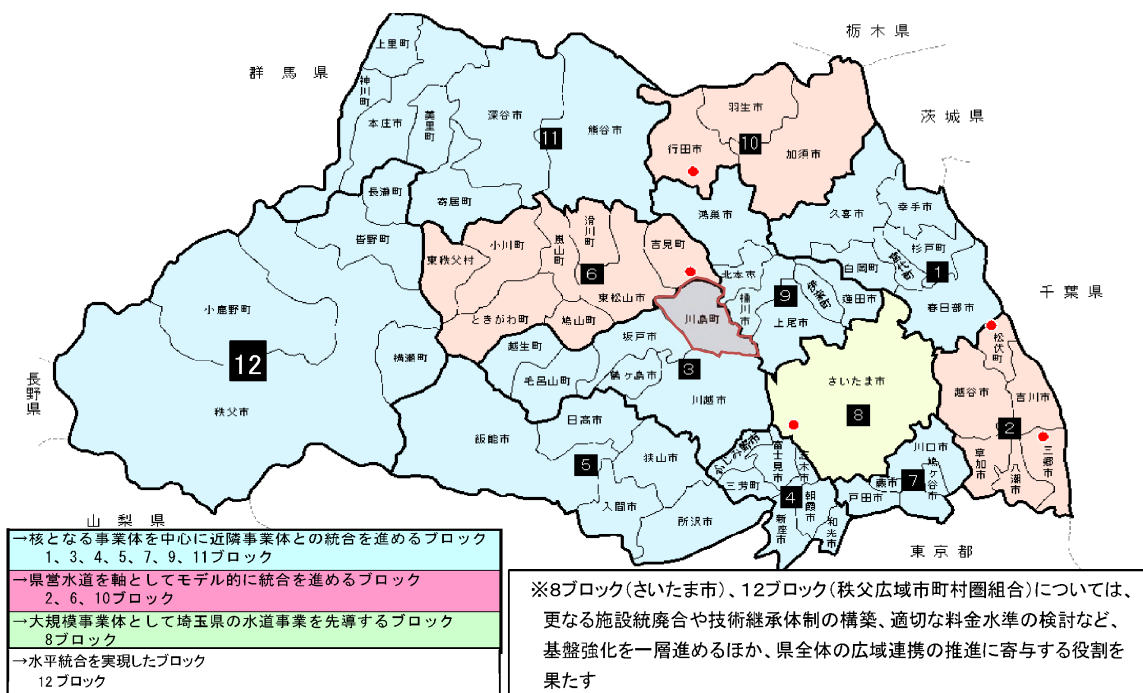 栃木県
群馬県
茨城県
千葉県
長野県
山梨県
東京都
上里町
神川町
本庄市
美里町
深谷市
11
熊谷市
寄居町
長瀞町
皆野町
小鹿野町
12
秩父市
横瀬町
行田市
羽生市
10
加須市
東秩父村
小川町
嵐山町
滑川町
6
吉見町
東松山市
ときがわ町
鳩山町
川島町
鴻巣市
北本市
桶川市
9
伊奈町
上尾市
蓮田市
久喜市
幸手市
杉戸町
宮代町
1
白岡町
春日部市
越生町
毛呂山町
坂戸市
鶴ヶ島市
3
川越市
さいたま市
8
松伏町
越谷市
吉川市
2
草加市
八潮市
三郷市
飯能市
日高市
5
狭山市
入間市
所沢市
ふじみ野市
富士見市
志木市
三芳町
4
朝霞市
新座市
和光市
川口市
鳩ヶ谷市
7
蕨市
戸田市
→核となる事業体を中心に近隣事業体との統合を進めるブロック
1、3、4、5、7、9、11ブロック
→県営水道を軸としてモデル的に統合を進めるブロック
2、6、10ブロック
→大規模事業体として埼玉県の水道事業を先導するブロック
8ブロック
→水平統合を実現したブロック
12ブロック
※8ブロック(さいたま市)、12ブロック(秩父広域市町村圏組合)については、
更なる施設統廃合や技術継承体制の構築、適切な料金水準の検討など、
基盤強化を一層進めるほか、県全体の広域連携の推進に寄与する役割を
果たす